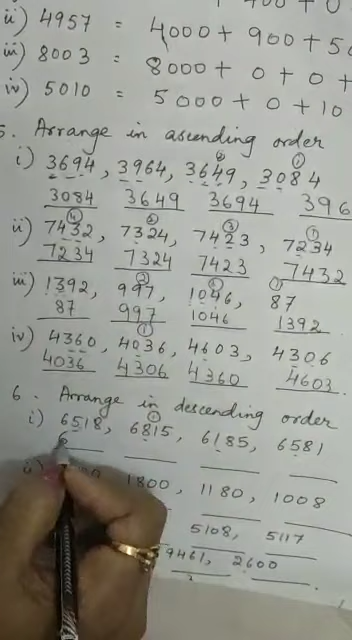 ii) 4957 = 4000 + 900 + 50
iii) 8003 = 8000 + 0 + 0 +
iv) 5010 = 5000 + 0 + 10
5. Arrange in ascending order
i) 3694, 3964, 3649, 3084
3084 3649 3694 396
ii) 7432, 7324, 7423, 7234
7234 7324 7423 7432
iii) 1392, 997, 1046, 87
87 997 1046 1392
iv) 4360, 4036, 4603, 4306
4036 4306 4360 4603
6. Arrange in descending order
i) 6518, 6815, 6185, 6581
1800, 1180, 1008
5108, 5117
9461, 2600